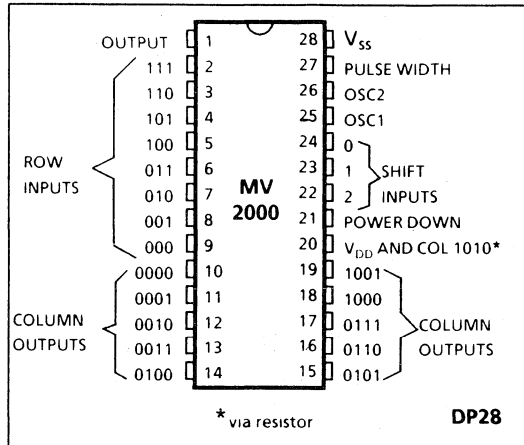 OUTPUT 1 28 VSS
111 2 27 PULSE WIDTH
110 3 26 OSC2
101 4 25 OSC1
100 5 24 0
ROW INPUTS 011 6 23 1 SHIFT INPUTS
010 7 22 2
MV 2000
001 8 21 POWER DOWN
000 9 20 VDD AND COL 1010*
0000 10 19 1001
0001 11 18 1000
COLUMN OUTPUTS 0010 12 17 0111 COLUMN OUTPUTS
0011 13 16 0110
0100 14 15 0101
* via resistor DP28